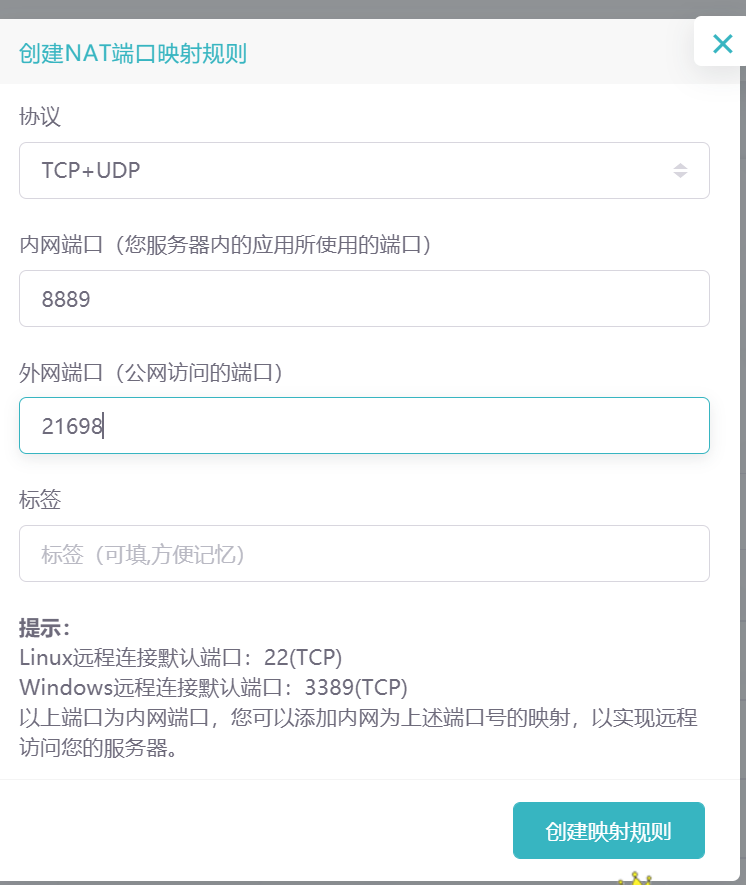 创建NAT端口映射规则
协议
TCP+UDP
内网端口（您服务器内的应用所使用的端口）
8889
外网端口（公网访问的端口）
21698
标签
标签（可填,方便记忆）
提示：
Linux远程连接默认端口：22(TCP)
Windows远程连接默认端口：3389(TCP)
以上端口为内网端口，您可以添加内网为上述端口号的映射，以实现远程
访问您的服务器。
创建映射规则